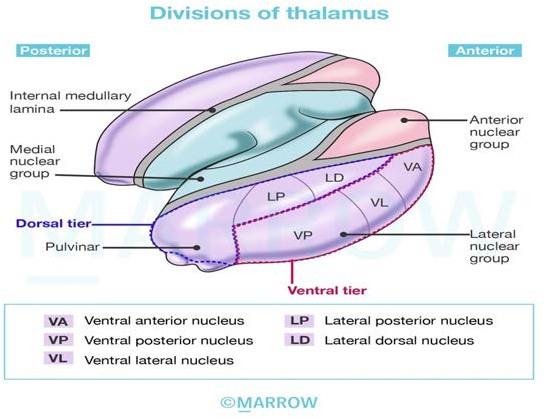 Divisions of thalamus
Posterior
Anterior
Internal medullary
lamina
Anterior
nuclear
group
Medial
nuclear
group
VA
LD
LP
VL
Dorsal tier
Pulvinar
VP
Lateral
nuclear
group
Ventral tier
MARROW
VA Ventral anterior nucleus
LP Lateral posterior nucleus
VP Ventral posterior nucleus
LD Lateral dorsal nucleus
VL Ventral lateral nucleus
©MARROW